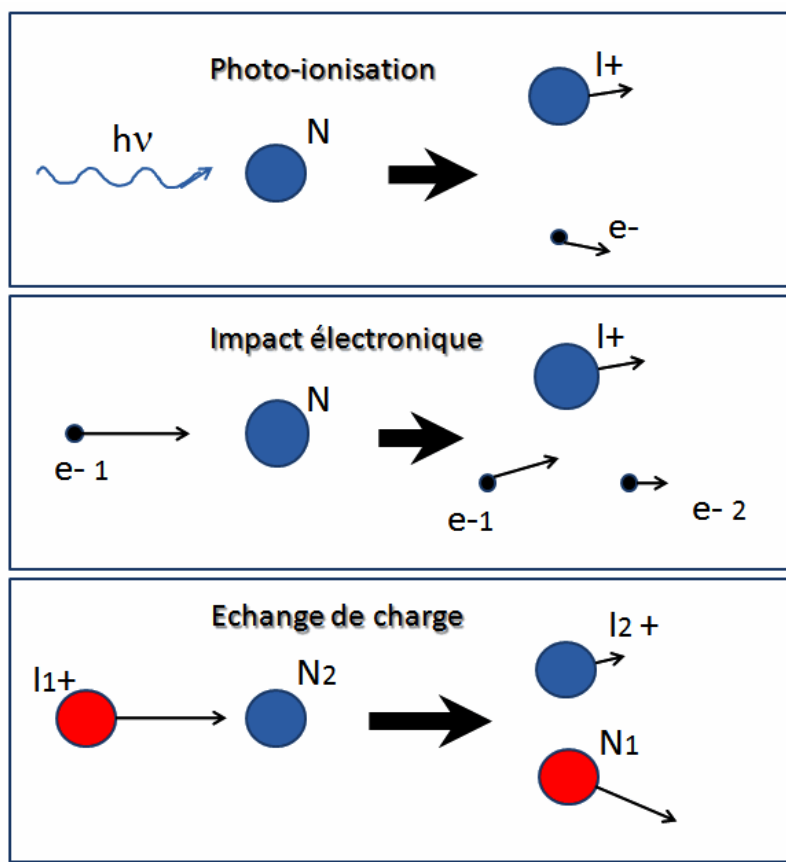 Photo-ionisation
hν
N
I+
e-
Impact électronique
e- 1
N
I+
e-1
e- 2
Echange de charge
I1+
N2
I2 +
N1